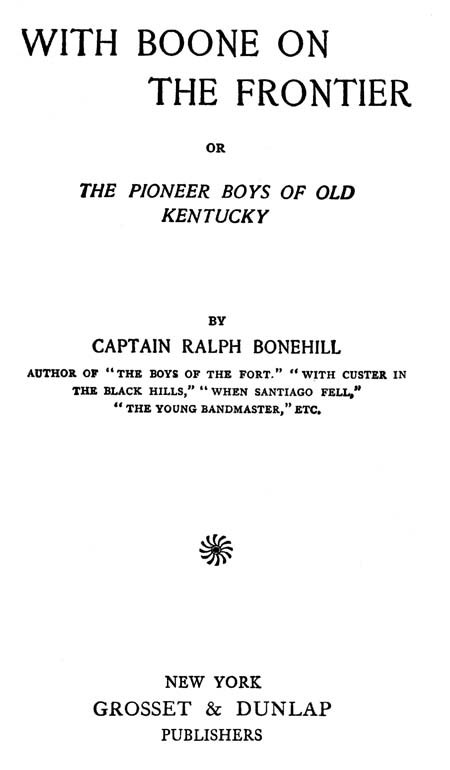 WITH BOONE ON
THE FRONTIER
OR
THE PIONEER BOYS OF OLD
KENTUCKY
BY
CAPTAIN RALPH BONEHILL
AUTHOR OF "THE BOYS OF THE FORT." "WITH CUSTER IN
THE BLACK HILLS," "WHEN SANTIAGO FELL,"
"THE YOUNG BANDMASTER," ETC.
NEW YORK
GROSSET & DUNLAP
PUBLISHERS